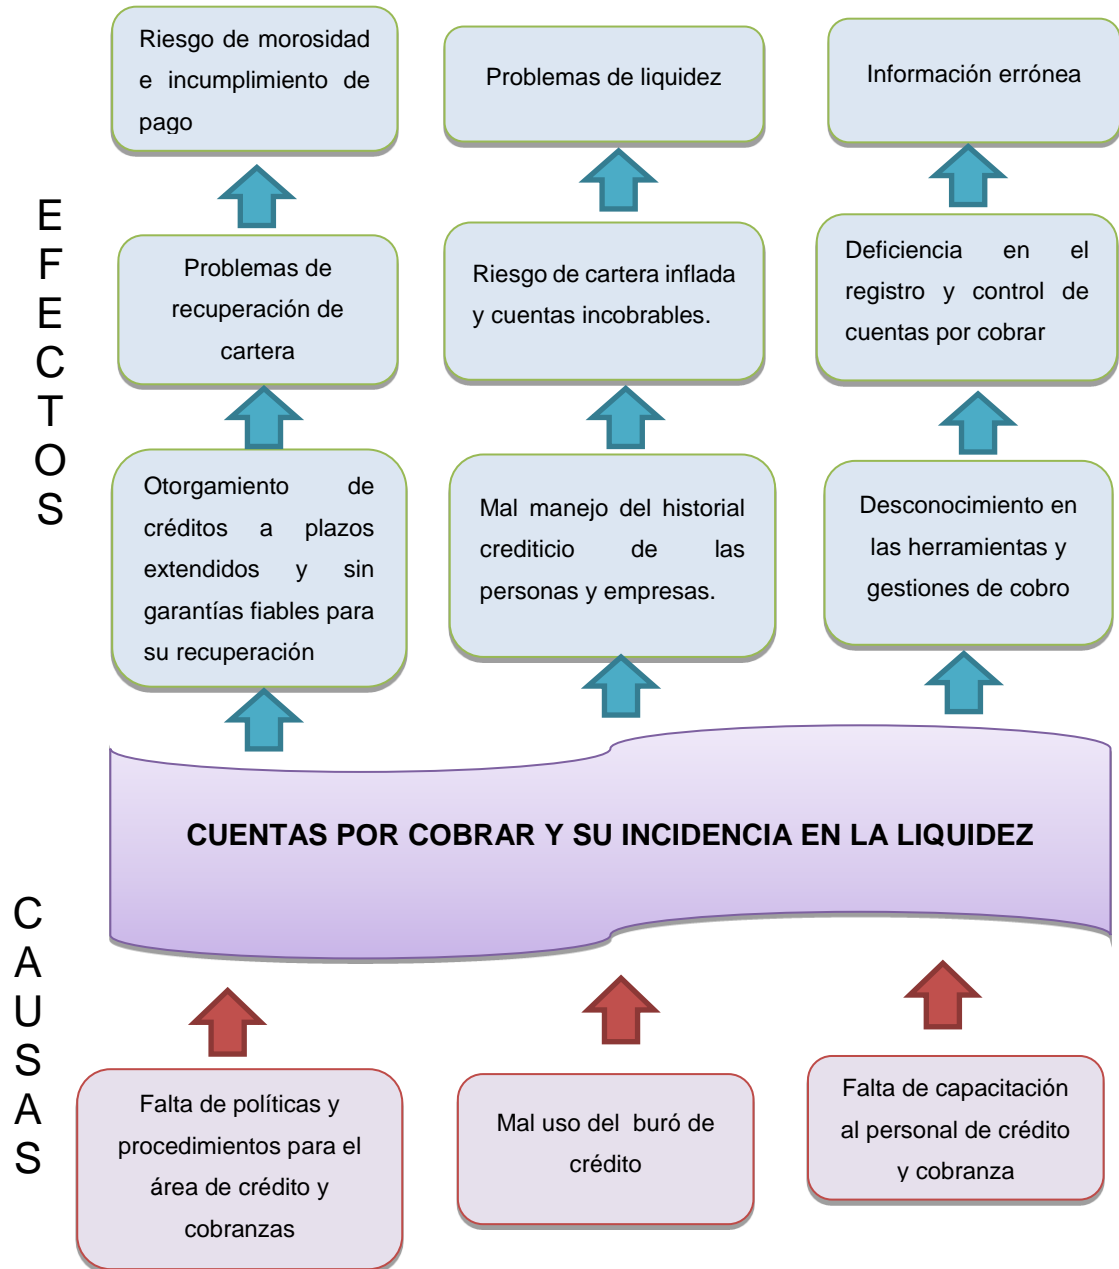 Riesgo de morosidad
e incumplimiento de
pago
Problemas de liquidez
Información errónea
EFECTOS
Problemas de
recuperación de
cartera
Riesgo de cartera inflada
y cuentas incobrables.
Deficiencia en el
registro y control de
cuentas por cobrar
Otorgamiento de
créditos a plazos
extendidos y sin
garantías fiables para
su recuperación
Mal manejo del historial
crediticio de las
personas y empresas.
Desconocimiento en
las herramientas y
gestiones de cobro
CUENTAS POR COBRAR Y SU INCIDENCIA EN LA LIQUIDEZ
CAUSAS
Falta de políticas y
procedimientos para el
área de crédito y
cobranzas
Mal uso del buró de
crédito
Falta de capacitación
al personal de crédito
y cobranza